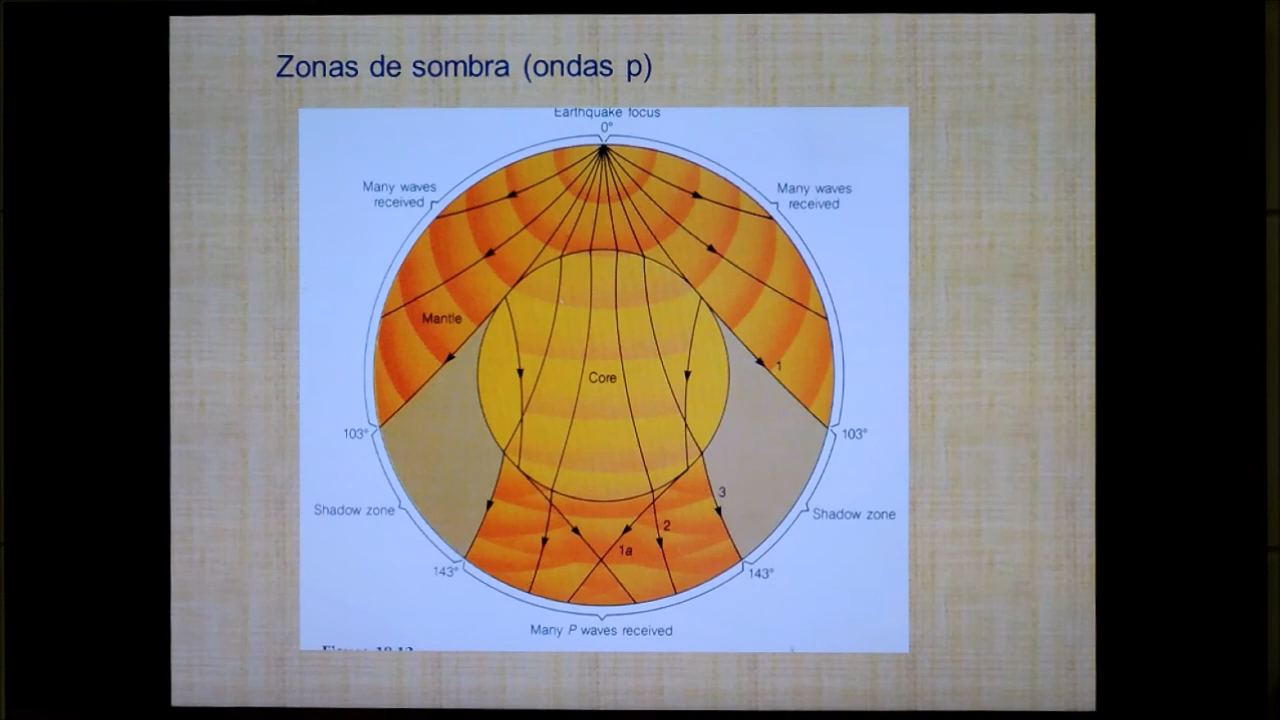 Zonas de sombra (ondas p)
Earthquake focus
0°
Many waves
received
Many waves
received
Mantle
Core
1
103°
103°
3
Shadow zone
Shadow zone
2
1a
143°
143°
Many P waves received